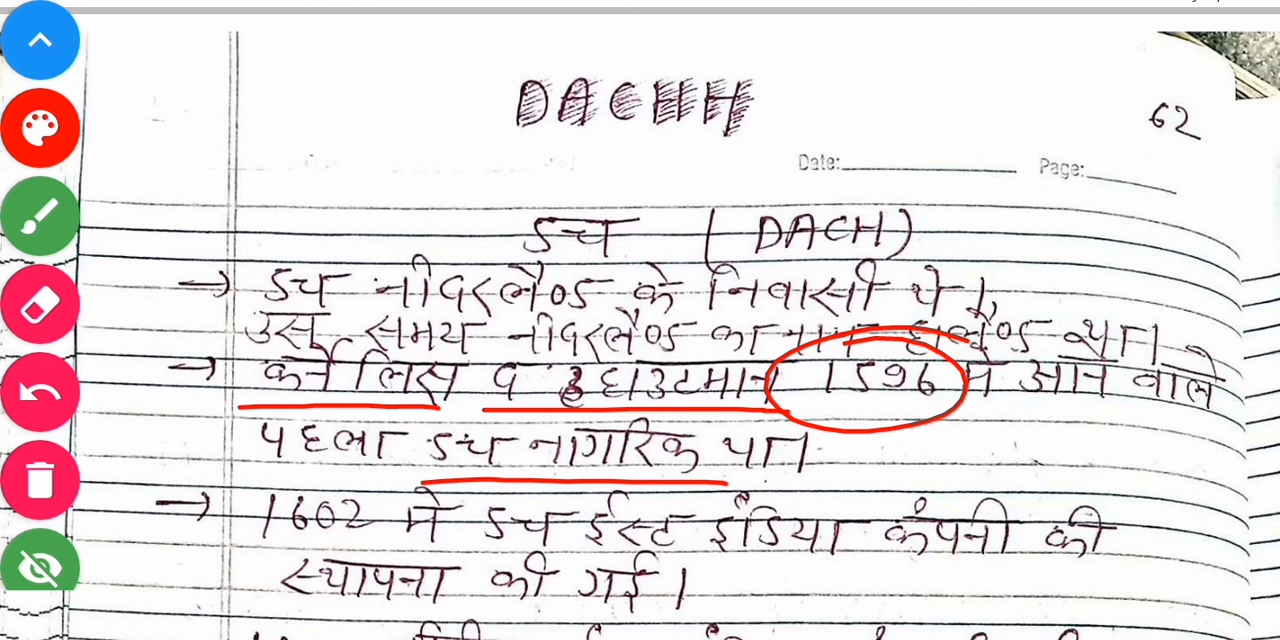 DACHH
62
Date: Page:
डच (DACH)
→ डच नीदरलैण्ड के निवासी थे।
उस समय नीदरलैण्ड का नाम हालैण्ड था।
→ कर्नेलिस द हाउटमान 1596 में आने वाले
पहला डच नागरिक था।
→ 1602 में डच ईस्ट इंडिया कंपनी की
स्थापना की गई।